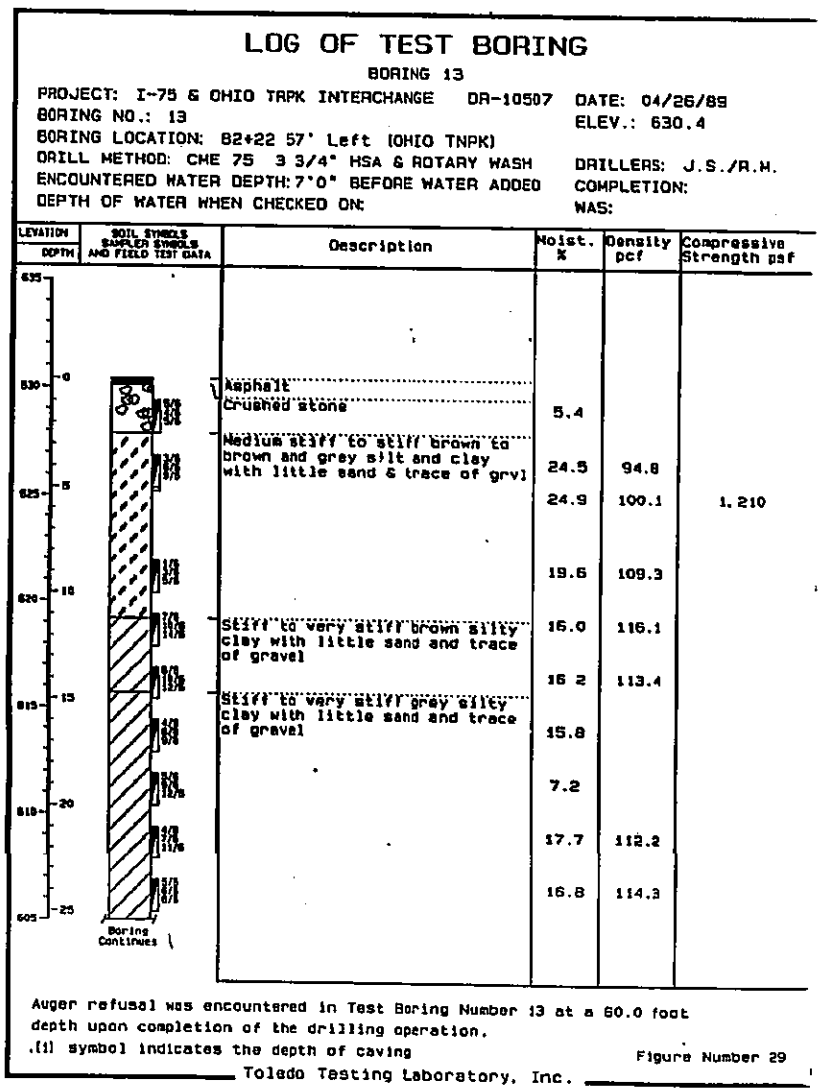 LOG OF TEST BORING
BORING 13
PROJECT: I-75 & OHIO TRPK INTERCHANGE DR-10507 DATE: 04/26/89
BORING NO.: 13 ELEV.: 630.4
BORING LOCATION: 82+22 57' Left (OHIO TNPK)
DRILL METHOD: CME 75 3 3/4" HSA & ROTARY WASH DRILLERS: J.S./R.H.
ENCOUNTERED WATER DEPTH: 7'0" BEFORE WATER ADDED COMPLETION:
DEPTH OF WATER WHEN CHECKED ON: WAS:
LEVATION
DEPTH
SOIL SYMBOLS
SAMPLER SYMBOLS
AND FIELD TEST DATA
Description
Moist.
%
Density
pcf
Compressive
Strength psf
635
630 0
Asphalt
Crushed stone
5.4
Medium stiff to stiff brown to
brown and grey silt and clay
with little sand & trace of grvl
24.5 94.8
625 5
24.9 100.1 1,210
19.6 109.3
620 10
Stiff to very stiff brown silty
clay with little sand and trace
of gravel
16.0 116.1
16 2 113.4
615 15
Stiff to very stiff grey silty
clay with little sand and trace
of gravel
15.8
7.2
610 20
11/6
17.7 112.2
16.8 114.3
605 25
Boring
Continues
Auger refusal was encountered in Test Boring Number 13 at a 60.0 foot
depth upon completion of the drilling operation.
.(i) symbol indicates the depth of caving
Figure Number 29
Toledo Testing Laboratory, Inc.